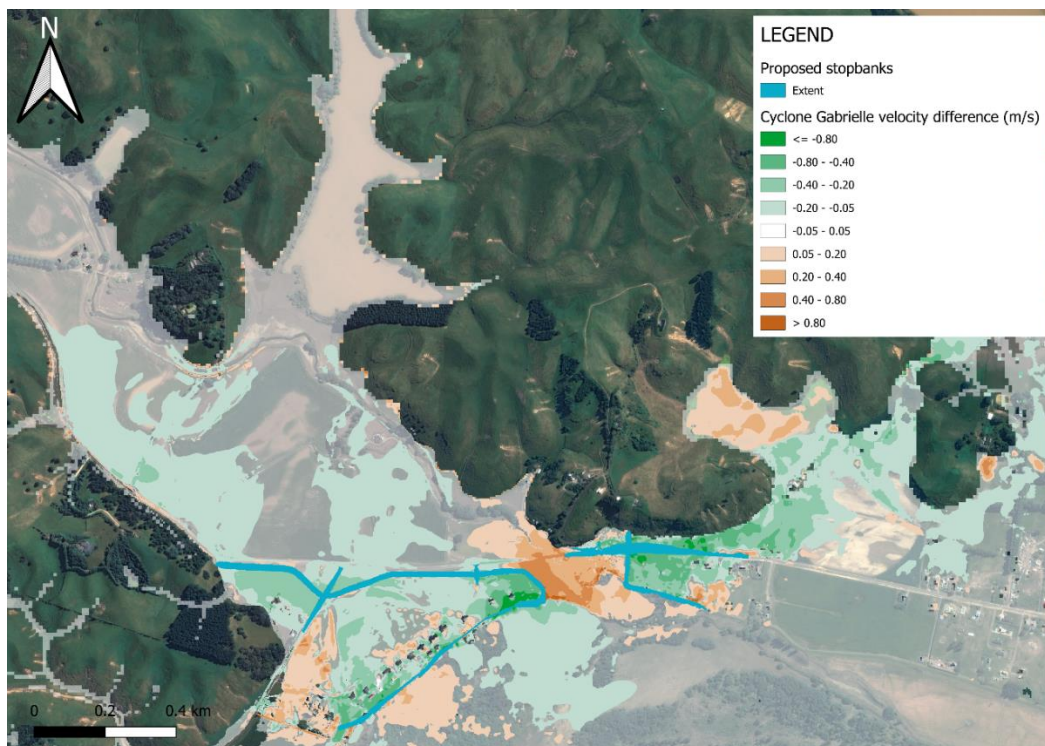 N
LEGEND
Proposed stopbanks
Extent
Cyclone Gabrielle velocity difference (m/s)
<= -0.80
-0.80 - -0.40
-0.40 - -0.20
-0.20 - -0.05
-0.05 - 0.05
0.05 - 0.20
0.20 - 0.40
0.40 - 0.80
> 0.80
0 0.2 0.4 km